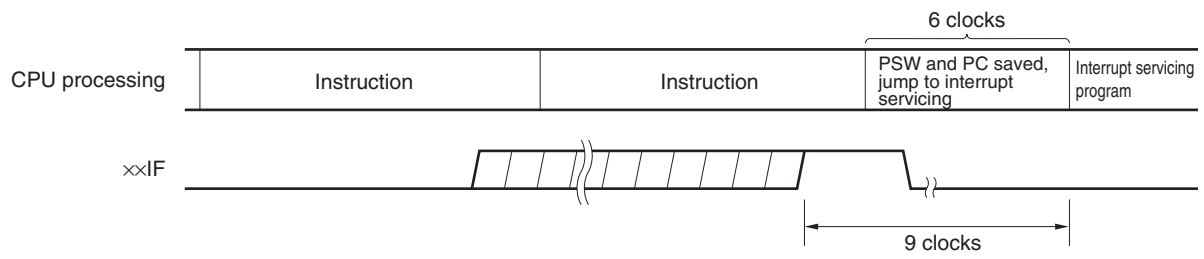 6 clocks
CPU processing
Instruction
Instruction
PSW and PC saved,
jump to interrupt
servicing
Interrupt servicing
program
××IF
9 clocks